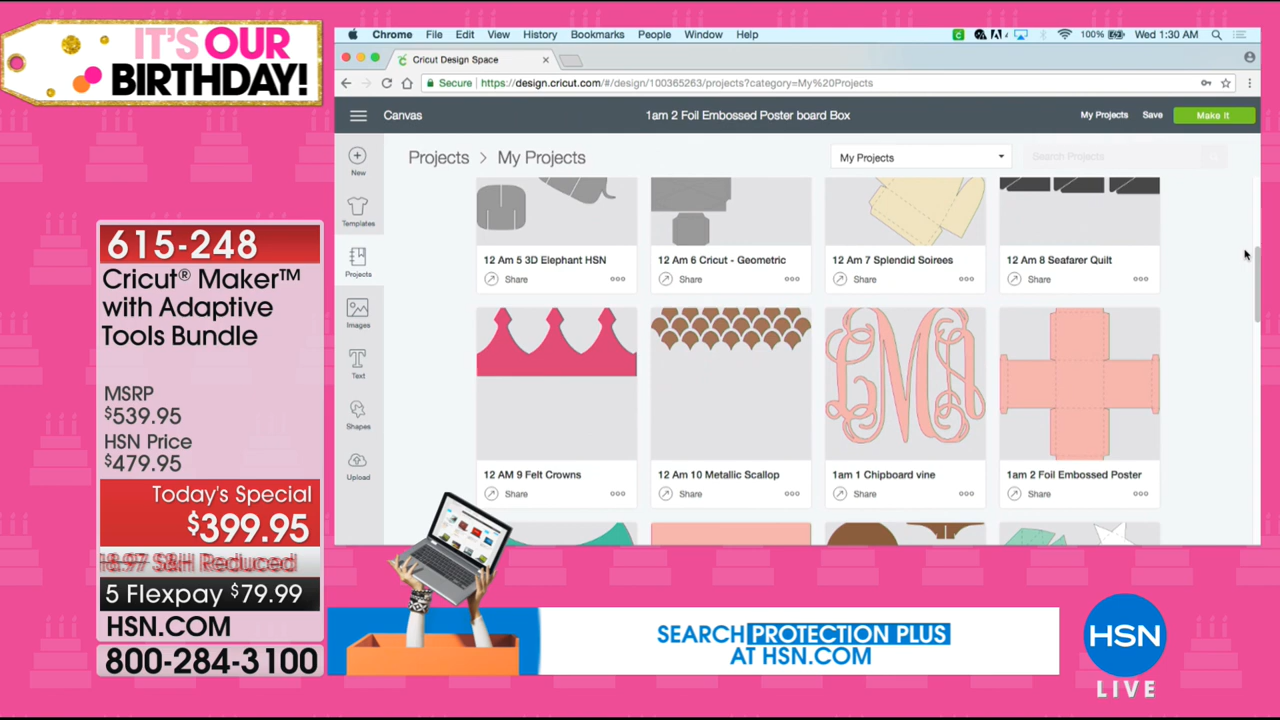 IT'S OUR
BIRTHDAY!
615-248
Cricut® Maker™
with Adaptive
Tools Bundle
MSRP
$539.95
HSN Price
$479.95
Today's Special
$399.95
S&H Reduced
5 Flexpay $79.99
HSN.COM
800-284-3100
Chrome File Edit View History Bookmarks People Window Help
100% Wed 1:30 AM
Cricut Design Space
Secure https://design.cricut.com/#/design/100365263/projects?category=My%20Projects
Canvas
1am 2 Foil Embossed Poster board Box
My Projects Save Make It
New
Templates
Projects
Images
Text
Shapes
Upload
Projects > My Projects
My Projects
Search Projects
12 Am 5 3D Elephant HSN
Share
12 Am 6 Cricut - Geometric
Share
12 Am 7 Splendid Soirees
Share
12 Am 8 Seafarer Quilt
Share
12 AM 9 Felt Crowns
Share
12 Am 10 Metallic Scallop
Share
1am 1 Chipboard vine
Share
1am 2 Foil Embossed Poster
Share
SEARCH PROTECTION PLUS
AT HSN.COM
HSN
LIVE